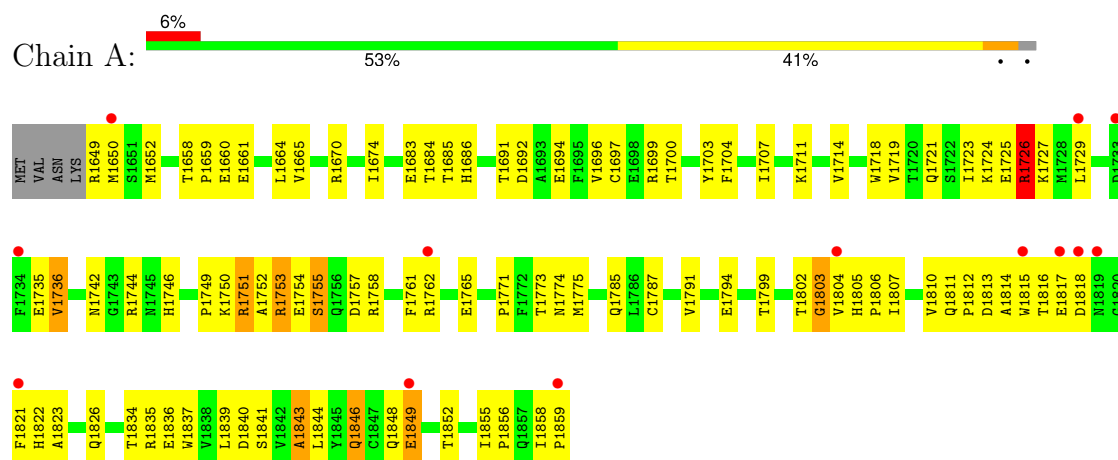 6%
Chain A:
53% 41% • •
MET VAL ASN LYS R1649 M1650 S1651 M1652 T1658 P1659 E1660 E1661 L1664 V1665 R1670 I1674 E1683 T1684 T1685 H1686 T1691 D1692 A1693 E1694 F1695 V1696 C1697 E1698 R1699 T1700 Y1703 F1704 I1707 K1711 V1714 W1718 V1719 T1720 Q1721 S1722 I1723 K1724 E1725 R1726 K1727 M1728 L1729 D1733
F1734 E1735 V1736 N1742 G1743 R1744 N1745 H1746 P1749 K1750 R1751 A1752 R1753 E1754 S1755 Q1756 D1757 R1758 F1761 R1762 E1765 P1771 F1772 T1773 N1774 M1775 Q1785 L1786 C1787 V1791 E1794 T1799 T1802 G1803 V1804 H1805 P1806 I1807 V1810 Q1811 P1812 D1813 A1814 W1815 T1816 E1817 D1818 N1819 G1820
F1821 H1822 A1823 Q1826 T1834 R1835 E1836 W1837 V1838 L1839 D1840 S1841 V1842 A1843 L1844 Y1845 Q1846 C1847 Q1848 E1849 T1852 I1855 P1856 Q1857 I1858 P1859